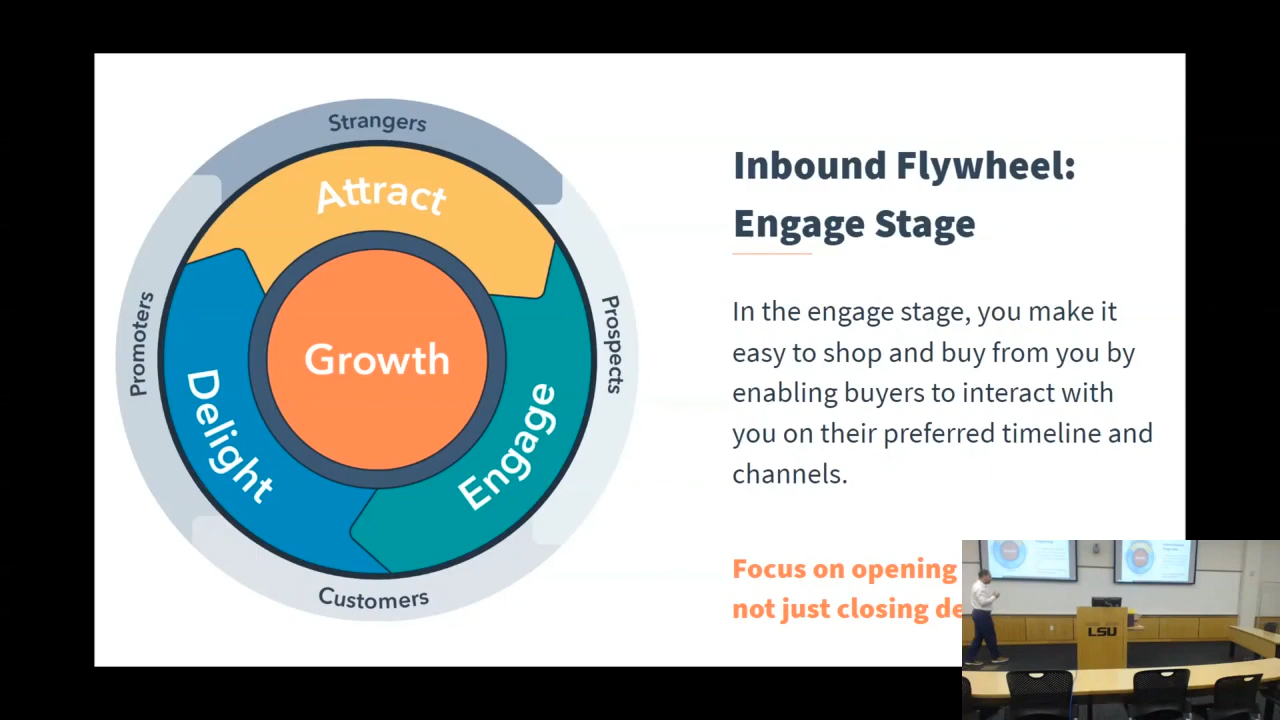 Strangers
Attract
Promoters
Prospects
Growth
Delight
Engage
Customers
Inbound Flywheel:
Engage Stage
In the engage stage, you make it
easy to shop and buy from you by
enabling buyers to interact with
you on their preferred timeline and
channels.
Focus on opening
not just closing
LSU